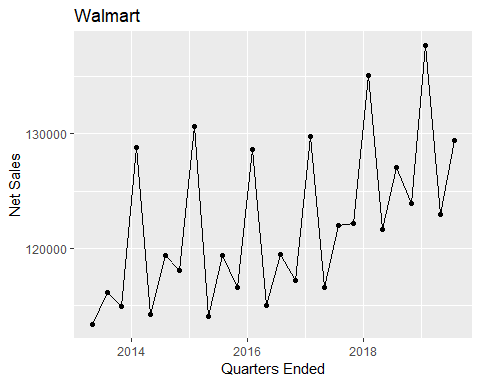 Walmart
Net Sales
130000
120000
2014 2016 2018
Quarters Ended